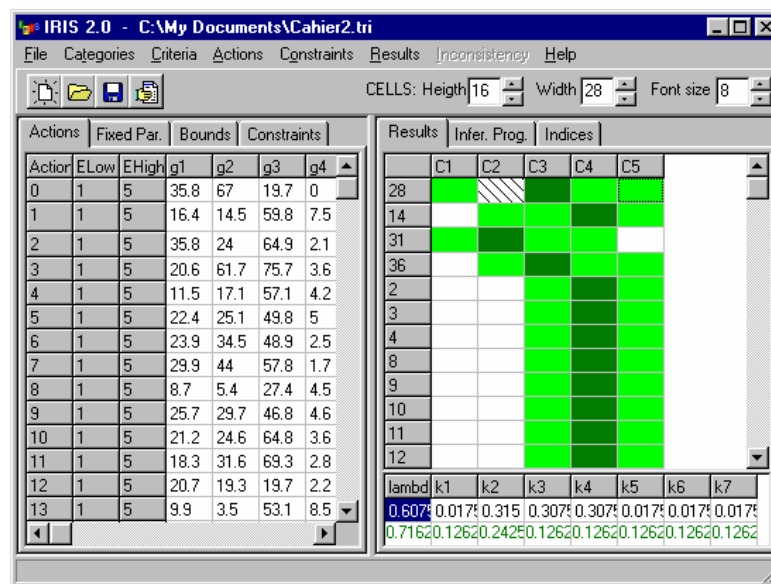 IRIS 2.0 - C:\My Documents\Cahier2.tri
File Categories Criteria Actions Constraints Results Inconsistency Help
CELLS: Heigth 16 Width 28 Font size 8
Actions Fixed Par. Bounds Constraints
Action ELow EHigh g1 g2 g3 g4
0 1 5 35.8 67 19.7 0
1 1 5 16.4 14.5 59.8 7.5
2 1 5 35.8 24 64.9 2.1
3 1 5 20.6 61.7 75.7 3.6
4 1 5 11.5 17.1 57.1 4.2
5 1 5 22.4 25.1 49.8 5
6 1 5 23.9 34.5 48.9 2.5
7 1 5 29.9 44 57.8 1.7
8 1 5 8.7 5.4 27.4 4.5
9 1 5 25.7 29.7 46.8 4.6
10 1 5 21.2 24.6 64.8 3.6
11 1 5 18.3 31.6 69.3 2.8
12 1 5 20.7 19.3 19.7 2.2
13 1 5 9.9 3.5 53.1 8.5
Results Infer. Prog. Indices
C1 C2 C3 C4 C5
28
14
31
36
2
3
4
8
9
10
11
12
lambd k1 k2 k3 k4 k5 k6 k7
0.6075 0.0175 0.315 0.3075 0.3075 0.0175 0.0175 0.0175
0.7162 0.1262 0.2425 0.1262 0.1262 0.1262 0.1262 0.1262